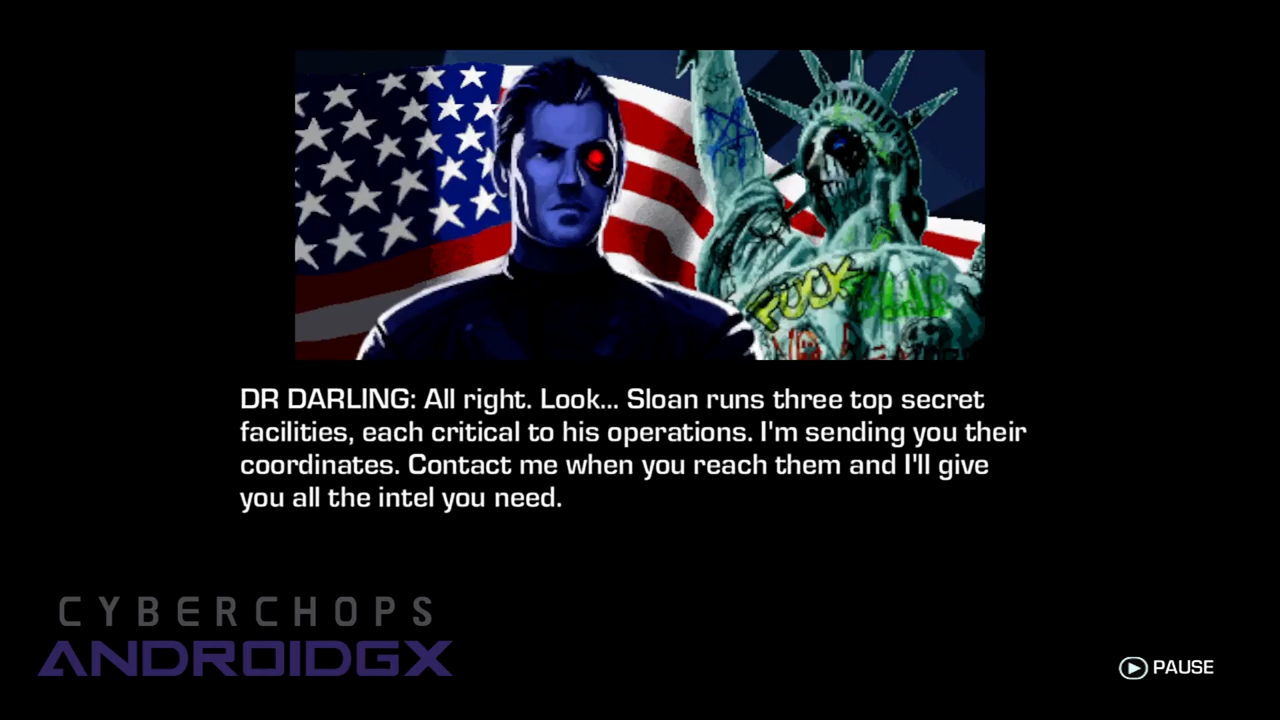 FUCK
DR DARLING: All right. Look... Sloan runs three top secret
facilities, each critical to his operations. I'm sending you their
coordinates. Contact me when you reach them and I'll give
you all the intel you need.
CYBERCHOPS
ANDROIDGX
PAUSE